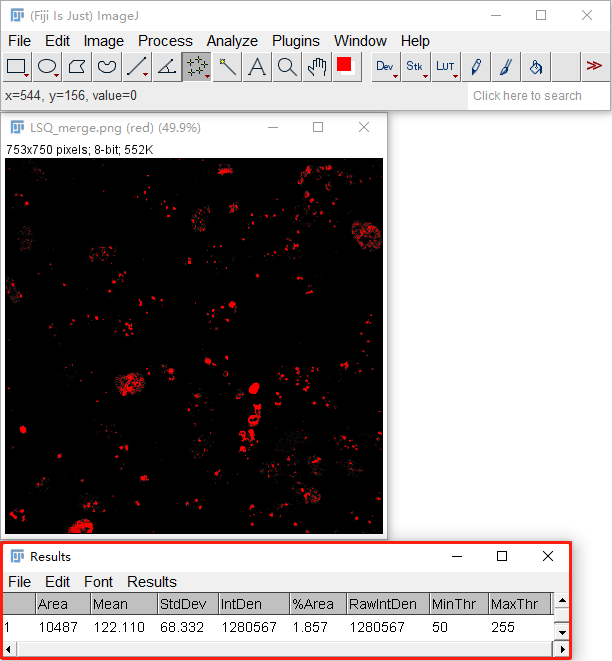 (Fiji Is Just) ImageJ
File Edit Image Process Analyze Plugins Window Help
A Dev Stk LUT >>
x=544, y=156, value=0 Click here to search
LSQ_merge.png (red) (49.9%)
753x750 pixels; 8-bit; 552K
Results
File Edit Font Results
Area Mean StdDev IntDen %Area RawIntDen MinThr MaxThr
1 10487 122.110 68.332 1280567 1.857 1280567 50 255